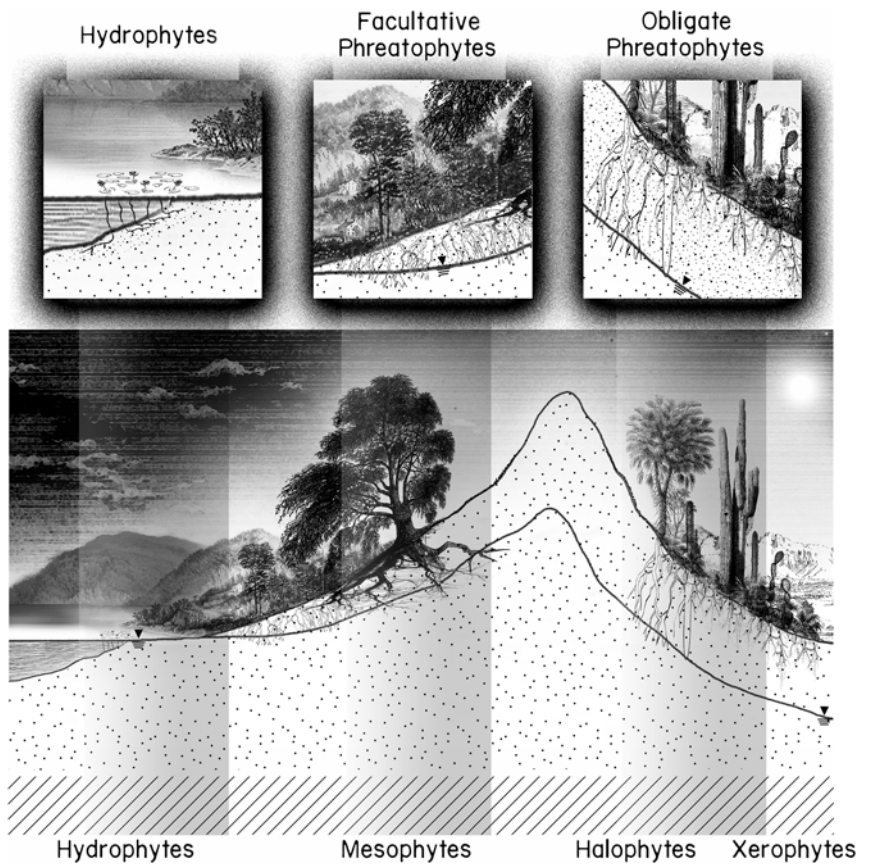 Hydrophytes
Facultative
Phreatophytes
Obligate
Phreatophytes
Hydrophytes
Mesophytes
Halophytes
Xerophytes